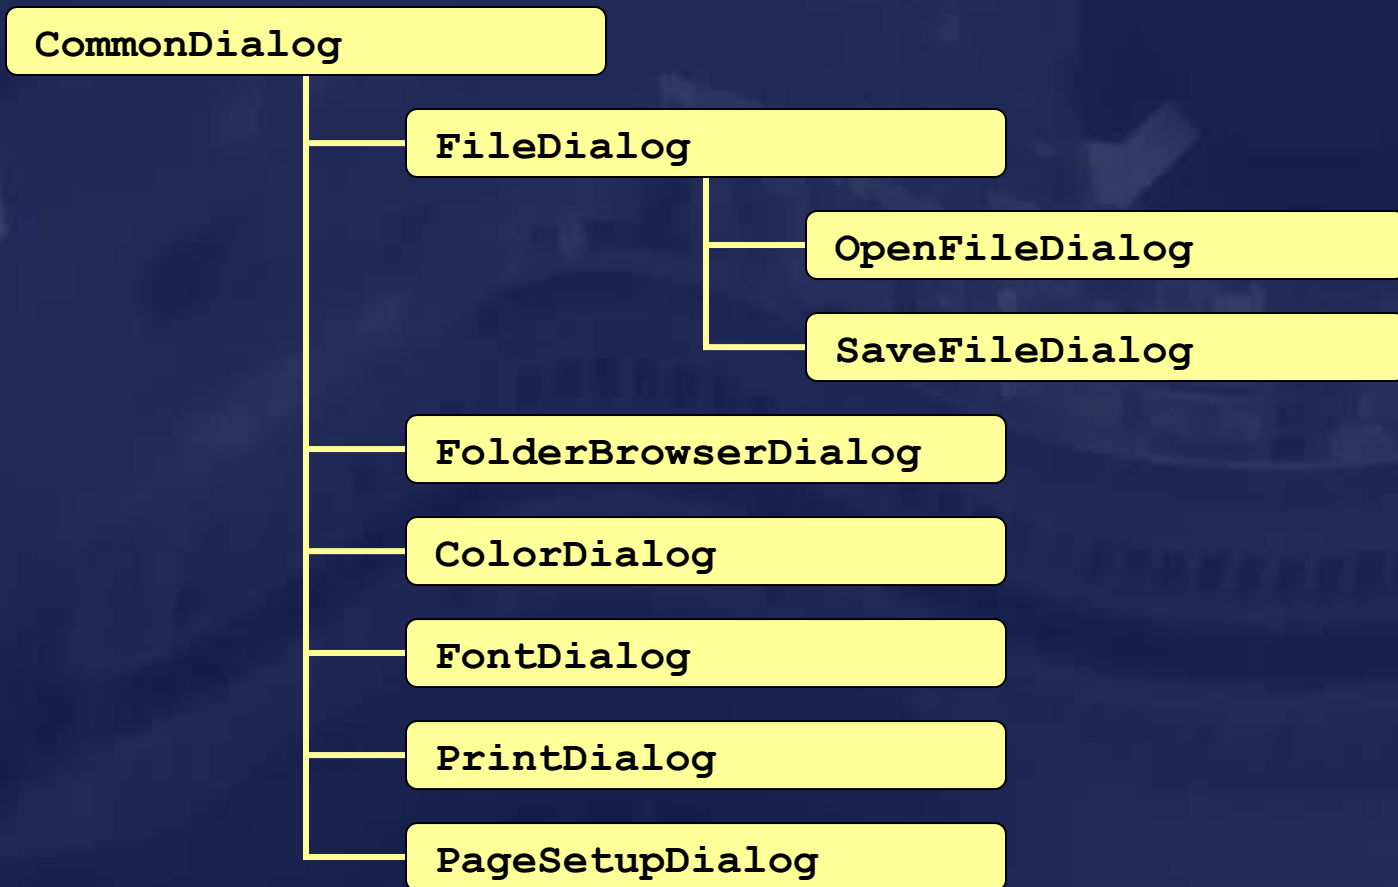 CommonDialog
FileDialog
OpenFileDialog
SaveFileDialog
FolderBrowserDialog
ColorDialog
FontDialog
PrintDialog
PageSetupDialog